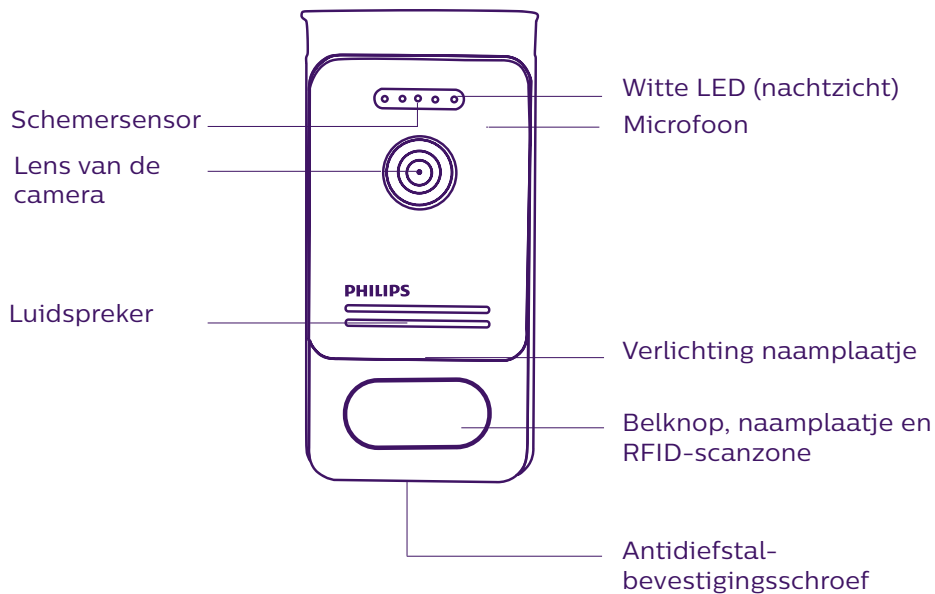 Witte LED (nachtzicht)
Schemersensor
Microfoon
Lens van de
camera
PHILIPS
Luidspreker
Verlichting naamplaatje
Belknop, naamplaatje en
RFID-scanzone
Antidiefstal-
bevestigingsschroef